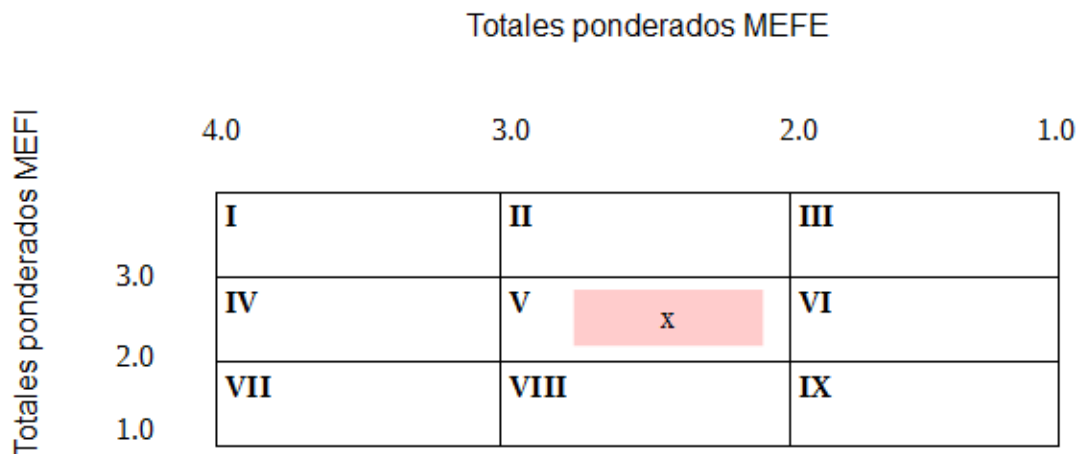 Totales ponderados MEFE
Totales ponderados MEFI
4.0 3.0 2.0 1.0
I II III
3.0
IV V x VI
2.0
VII VIII IX
1.0